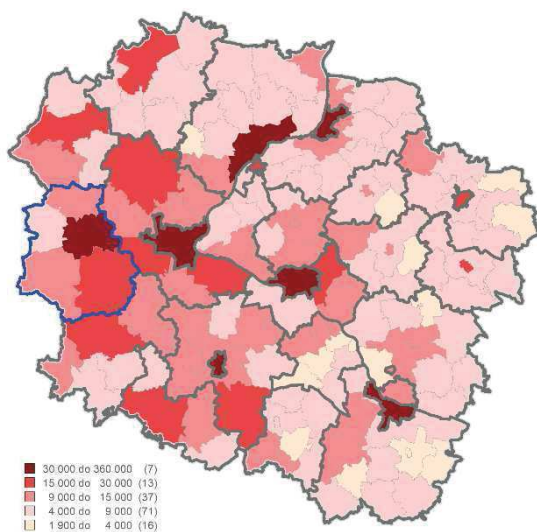 30 000 do 360.000 (7)
15 000 do 30 000 (13)
9 000 do 15 000 (37)
4 000 do 9 000 (71)
1 900 do 4 000 (16)